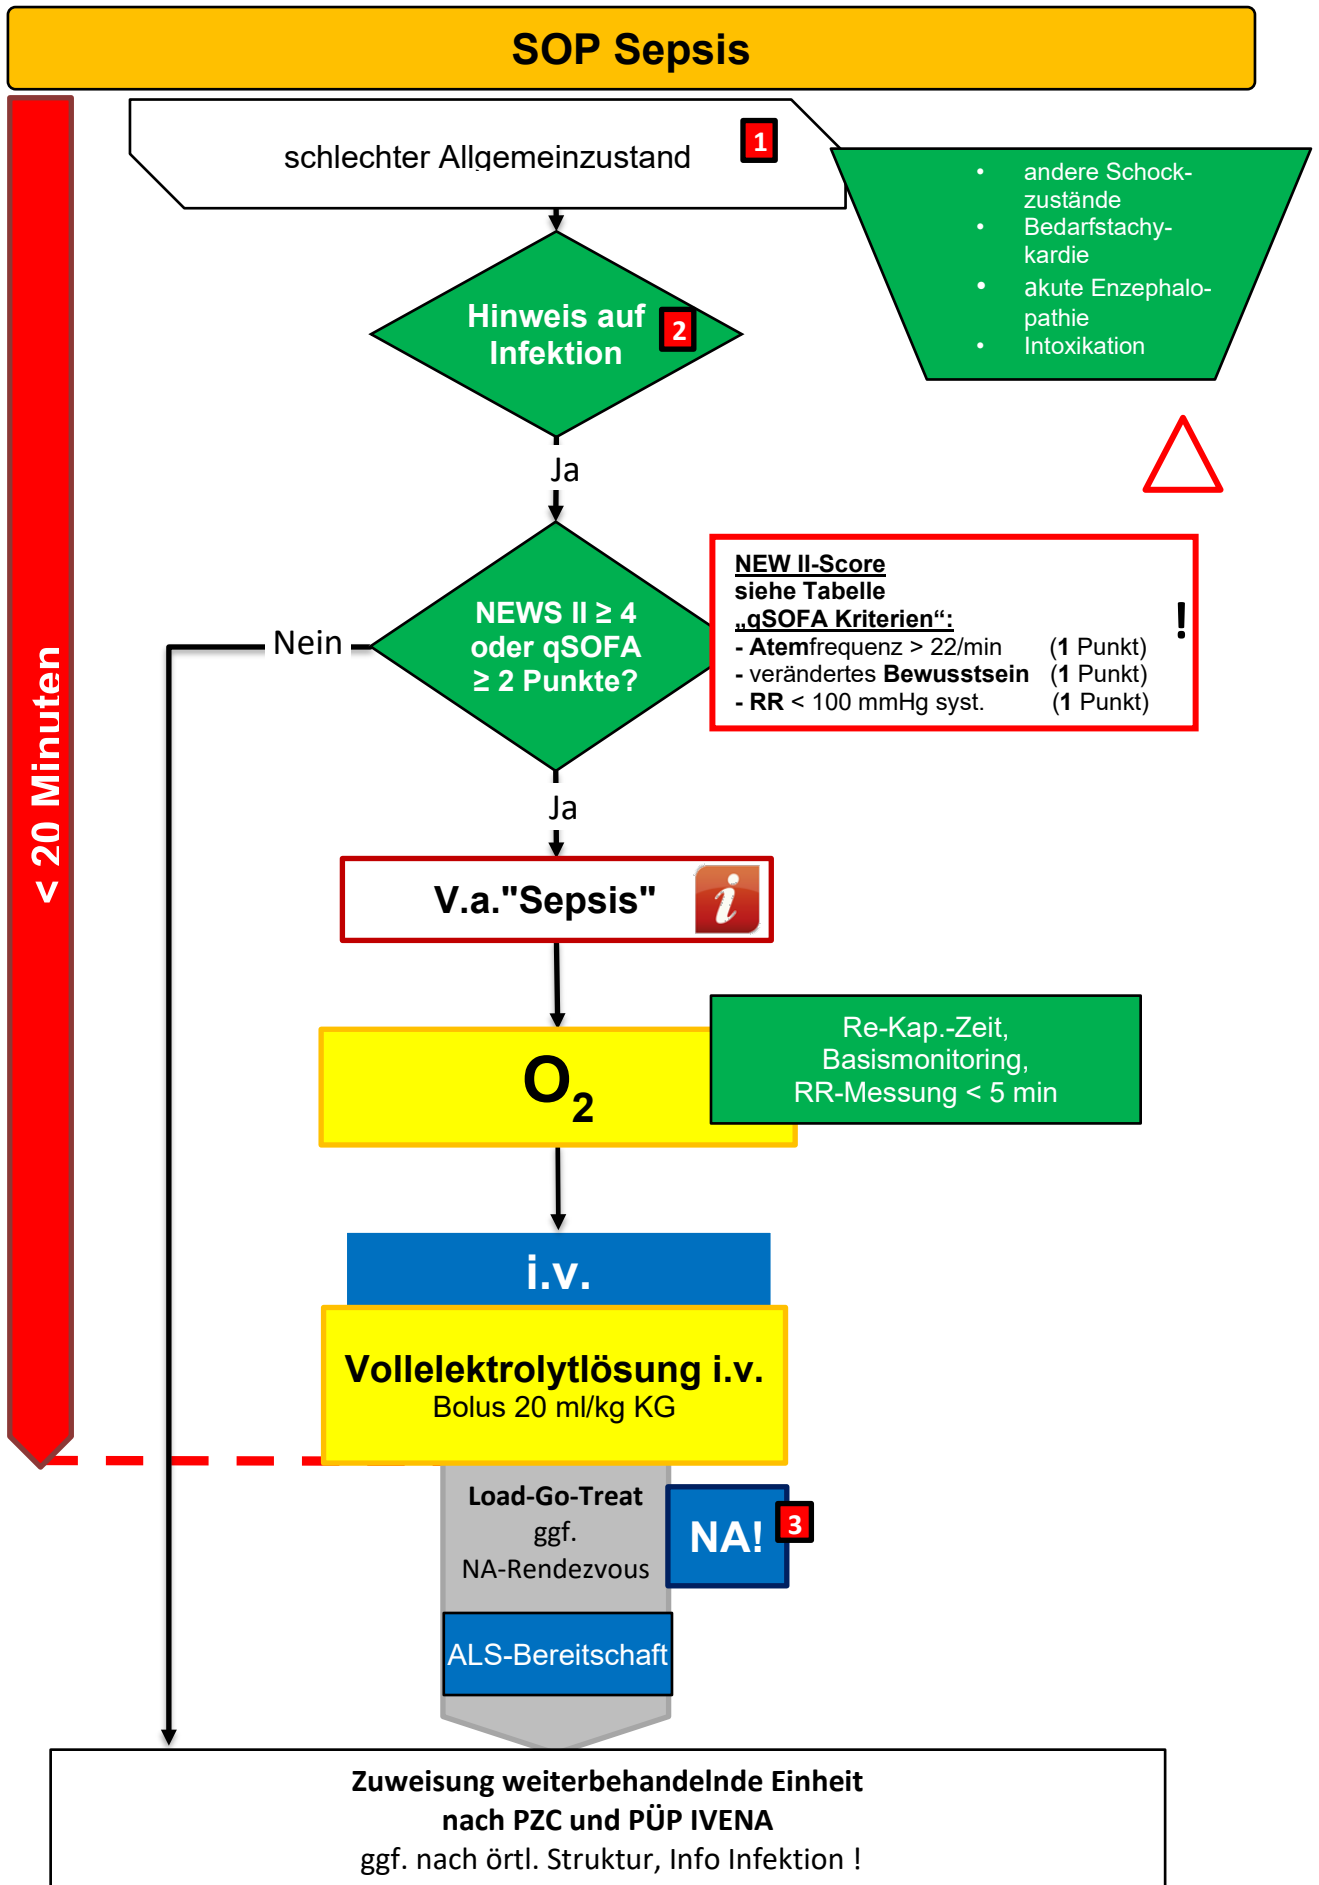 SOP Sepsis
schlechter Allgemeinzustand
1
• andere Schock-
zustände
• Bedarfstachy-
kardie
• akute Enzephalo-
pathie
• Intoxikation
Hinweis auf
Infektion
2
Ja
NEWS II ≥ 4
oder qSOFA
≥ 2 Punkte?
Nein
NEW II-Score
siehe Tabelle
„qSOFA Kriterien“:
- Atemfrequenz > 22/min (1 Punkt)
- verändertes Bewusstsein (1 Punkt)
- RR < 100 mmHg syst. (1 Punkt)
!
< 20 Minuten
Ja
V.a."Sepsis"
i
O2
Re-Kap.-Zeit,
Basismonitoring,
RR-Messung < 5 min
i.v.
Vollelektrolytlösung i.v.
Bolus 20 ml/kg KG
Load-Go-Treat
ggf.
NA-Rendezvous
NA!
3
ALS-Bereitschaft
Zuweisung weiterbehandelnde Einheit
nach PZC und PÜP IVENA
ggf. nach örtl. Struktur, Info Infektion !